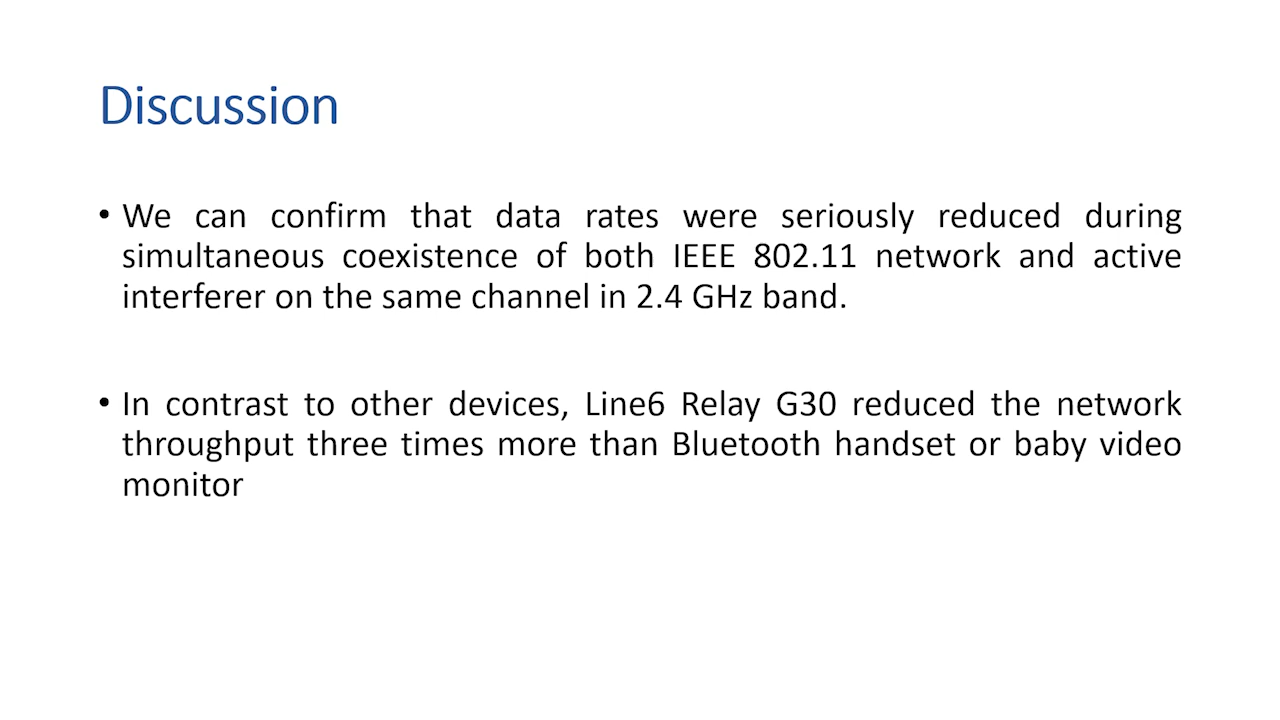 Discussion
• We can confirm that data rates were seriously reduced during
simultaneous coexistence of both IEEE 802.11 network and active
interferer on the same channel in 2.4 GHz band.
• In contrast to other devices, Line6 Relay G30 reduced the network
throughput three times more than Bluetooth handset or baby video
monitor